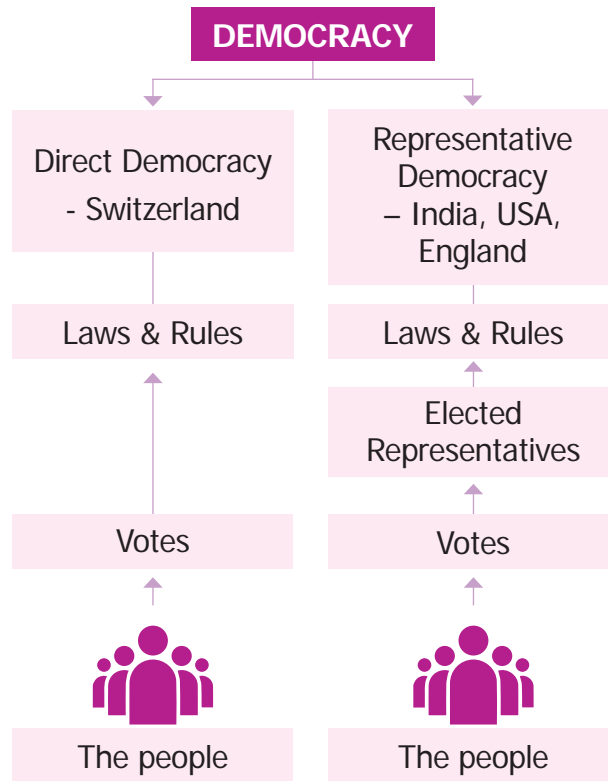 DEMOCRACY
Direct Democracy
- Switzerland
Laws & Rules
Votes
The people
Representative
Democracy
– India, USA,
England
Laws & Rules
Elected
Representatives
Votes
The people